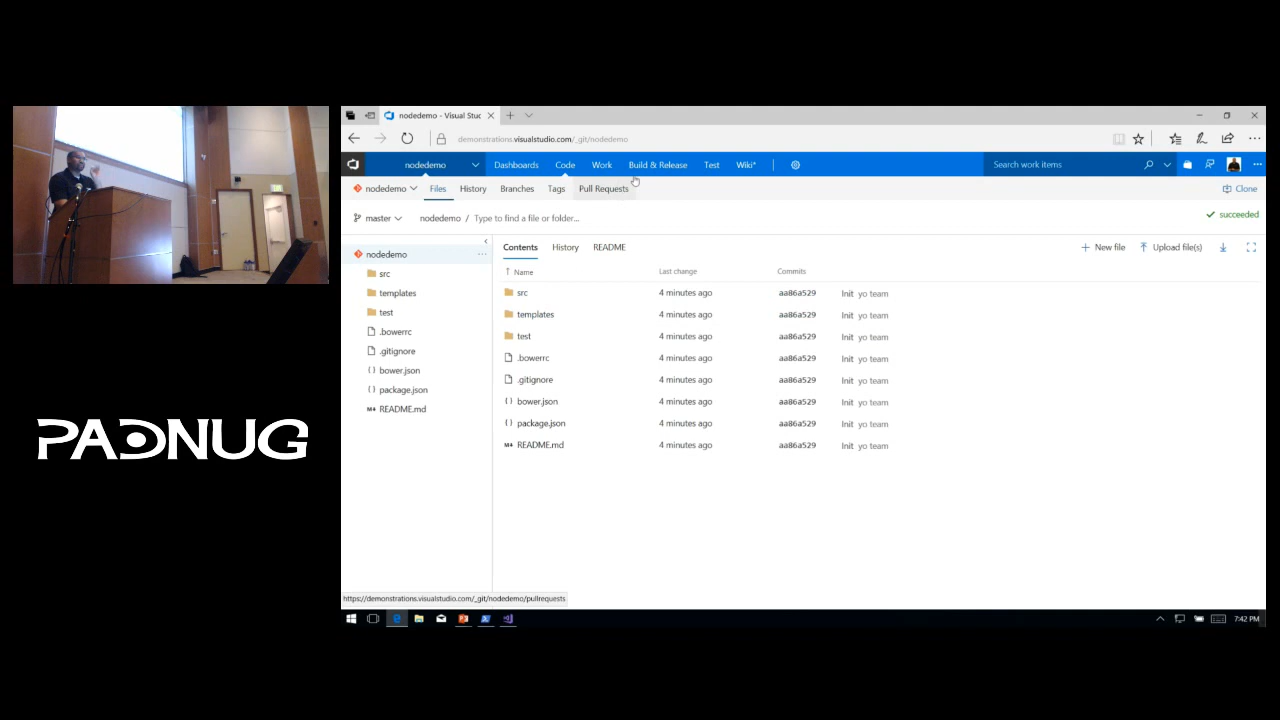 nodedemo - Visual Stuc
demonstrations.visualstudio.com/_git/nodedemo
nodedemo Dashboards Code Work Build & Release Test Wiki* Search work items
nodedemo Files History Branches Tags Pull Requests Clone
master nodedemo / Type to find a file or folder... succeeded
nodedemo
src
templates
test
.bowerrc
.gitignore
bower.json
package.json
README.md
Contents History README New file Upload file(s)
Name Last change Commits
src 4 minutes ago aa86a529 Init yo team
templates 4 minutes ago aa86a529 Init yo team
test 4 minutes ago aa86a529 Init yo team
.bowerrc 4 minutes ago aa86a529 Init yo team
.gitignore 4 minutes ago aa86a529 Init yo team
bower.json 4 minutes ago aa86a529 Init yo team
package.json 4 minutes ago aa86a529 Init yo team
README.md 4 minutes ago aa86a529 Init yo team
https://demonstrations.visualstudio.com/_git/nodedemo/pullrequests
7:42 PM
PADNUG